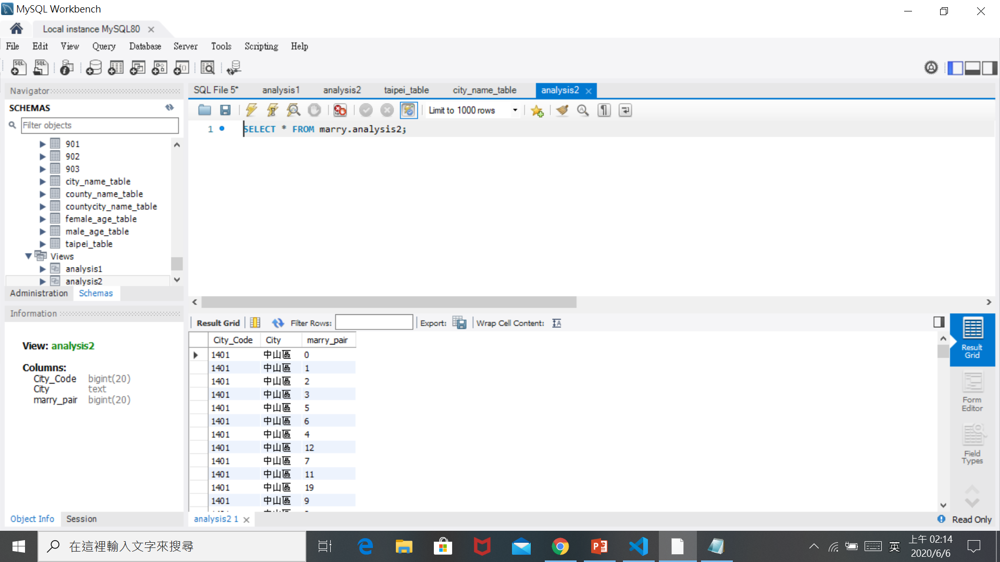 MySQL Workbench
Local instance MySQL80
File Edit View Query Database Server Tools Scripting Help
Navigator
SCHEMAS
Filter objects
901
902
903
city_name_table
county_name_table
countycity_name_table
female_age_table
male_age_table
taipei_table
Views
analysis1
analysis2
Administration Schemas
Information
View: analysis2
Columns:
City_Code bigint(20)
City text
marry_pair bigint(20)
Object Info Session
SQL File 5* analysis1 analysis2 taipei_table city_name_table analysis2
Limit to 1000 rows
1 SELECT * FROM marry.analysis2;
Result Grid Filter Rows: Export: Wrap Cell Content:
City_Code City marry_pair
1401 中山區 0
1401 中山區 1
1401 中山區 2
1401 中山區 3
1401 中山區 5
1401 中山區 6
1401 中山區 4
1401 中山區 12
1401 中山區 7
1401 中山區 11
1401 中山區 19
1401 中山區 9
Result
Grid
Form
Editor
Field
Types
analysis2 1
Read Only
在這裡輸入文字來搜尋
英
上午 02:14
2020/6/6